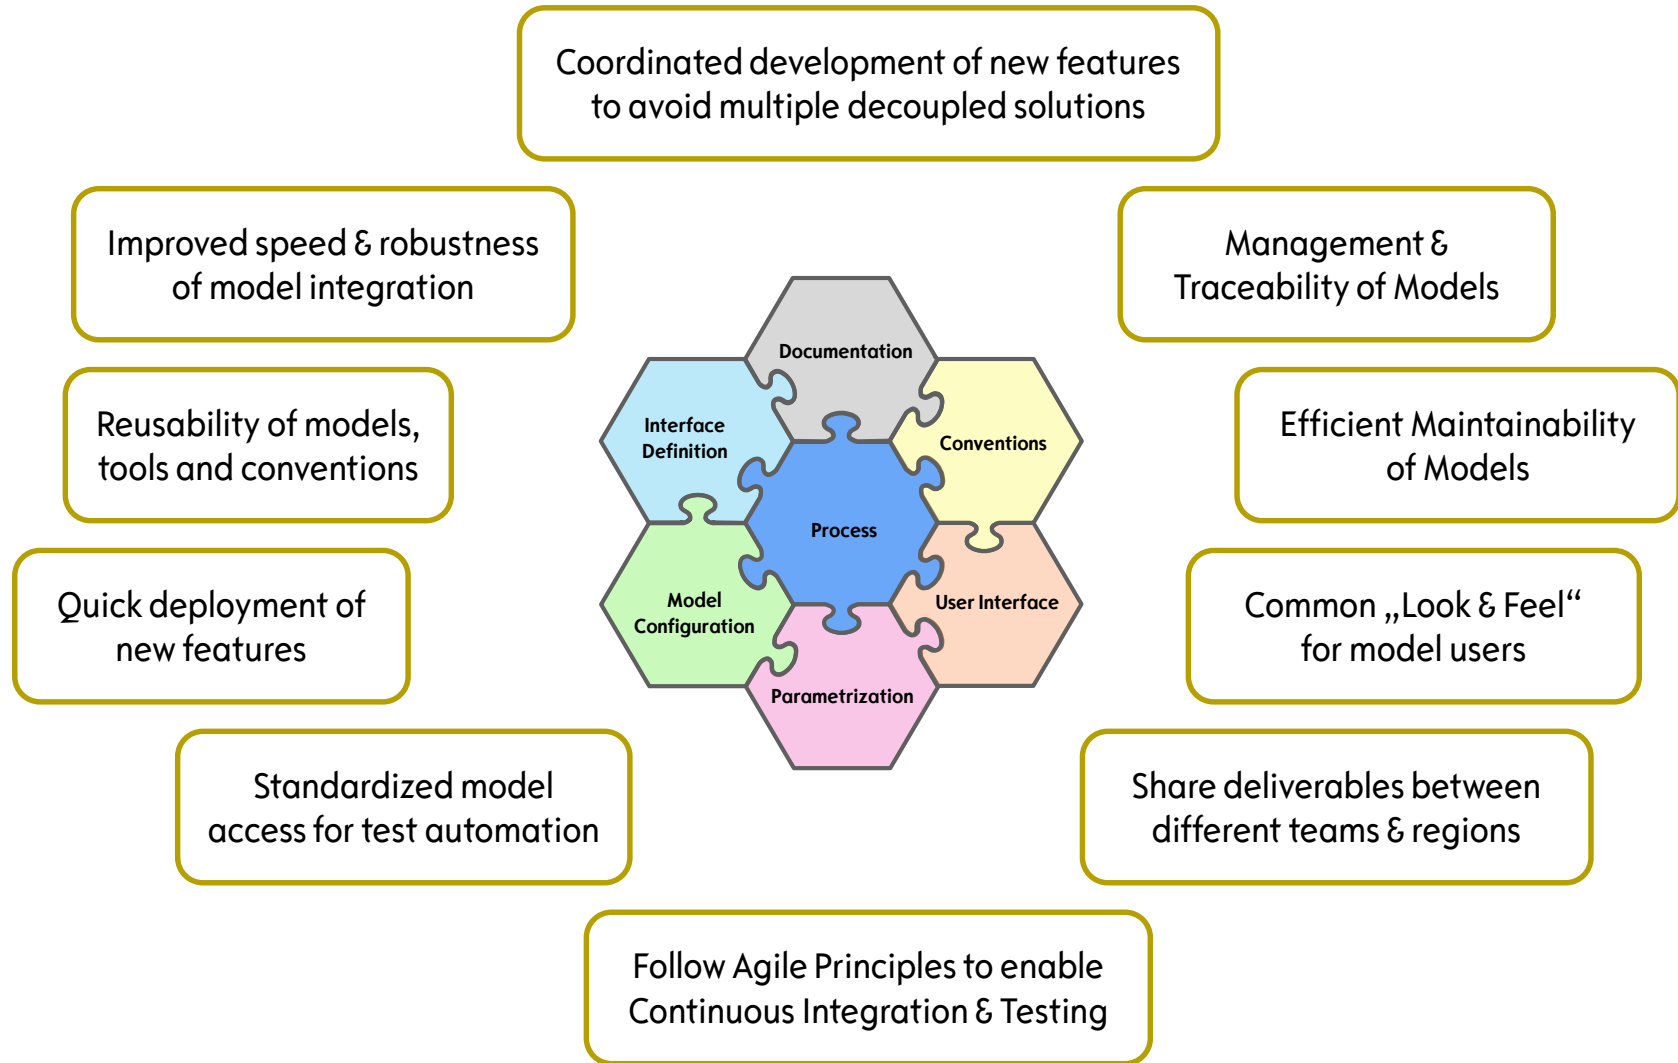 Coordinated development of new features
to avoid multiple decoupled solutions
Improved speed & robustness
of model integration
Management &
Traceability of Models
Reusability of models,
tools and conventions
Efficient Maintainability
of Models
Quick deployment of
new features
Common „Look & Feel“
for model users
Standardized model
access for test automation
Share deliverables between
different teams & regions
Follow Agile Principles to enable
Continuous Integration & Testing
Documentation
Interface
Definition
Conventions
Process
Model
Configuration
User Interface
Parametrization